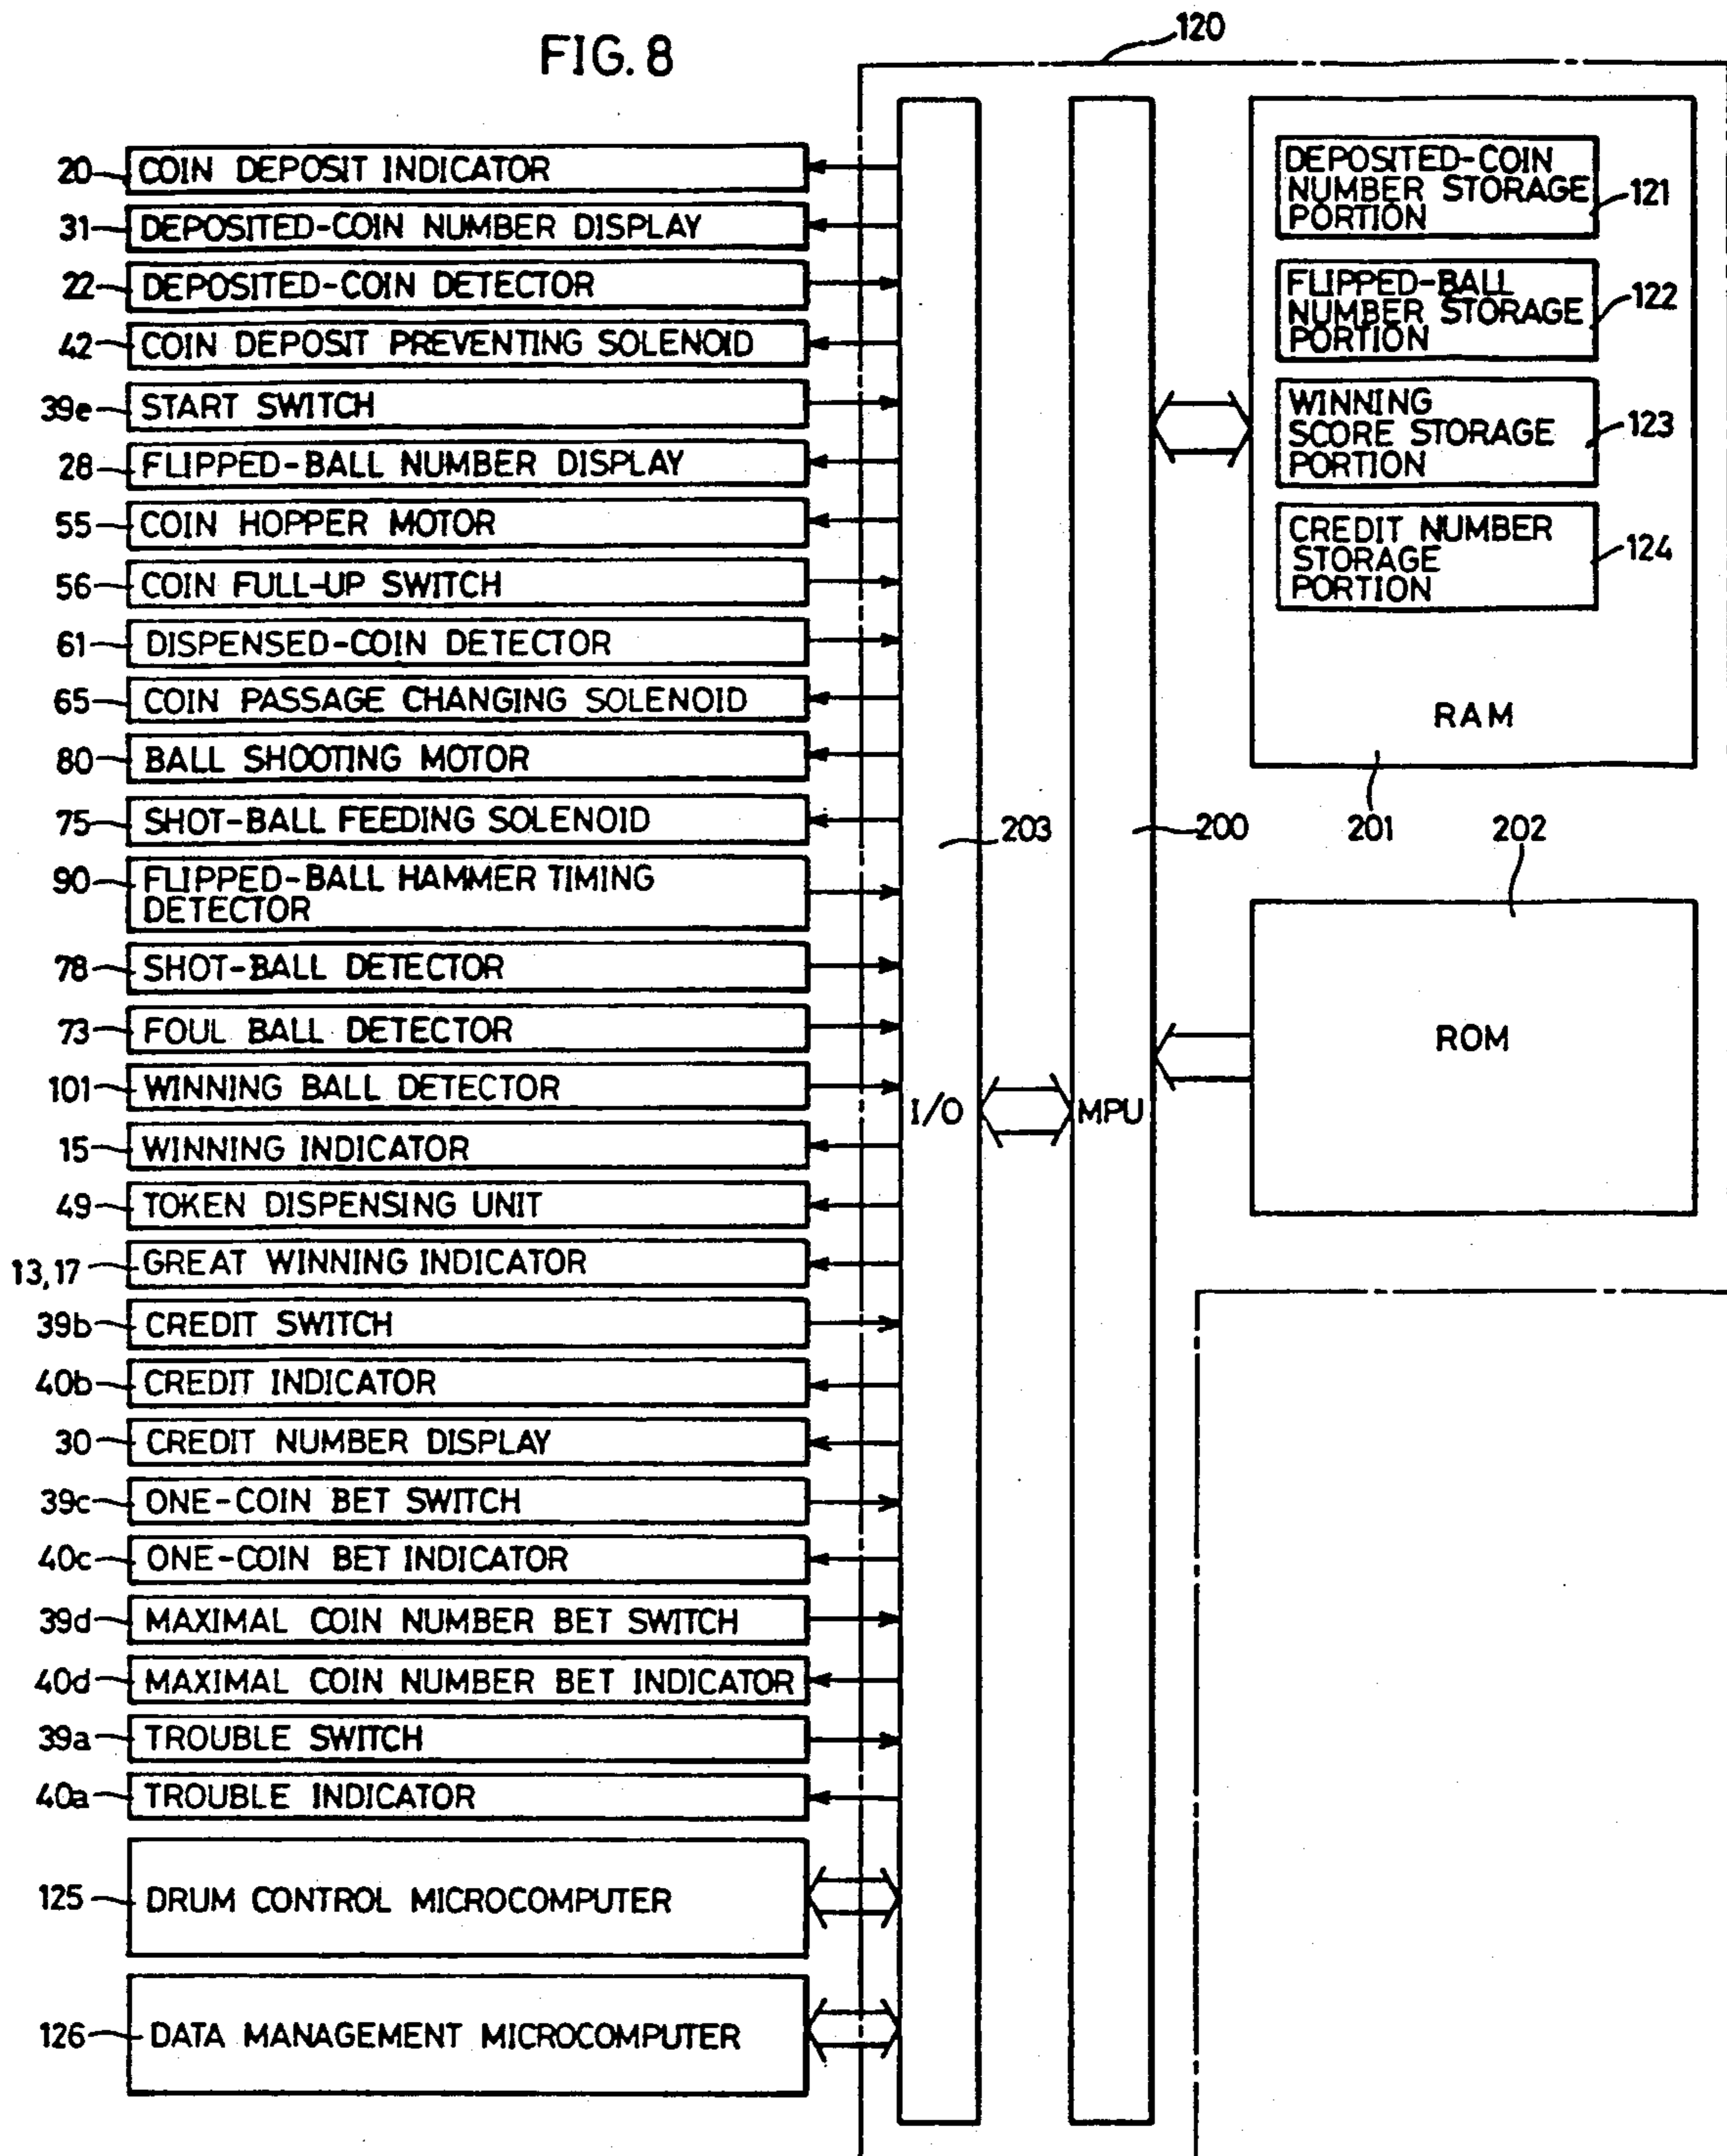 FIG. 8
120
20 COIN DEPOSIT INDICATOR
31 DEPOSITED-COIN NUMBER DISPLAY
22 DEPOSITED-COIN DETECTOR
42 COIN DEPOSIT PREVENTING SOLENOID
39e START SWITCH
28 FLIPPED-BALL NUMBER DISPLAY
55 COIN HOPPER MOTOR
56 COIN FULL-UP SWITCH
61 DISPENSED-COIN DETECTOR
65 COIN PASSAGE CHANGING SOLENOID
80 BALL SHOOTING MOTOR
75 SHOT-BALL FEEDING SOLENOID
90 FLIPPED-BALL HAMMER TIMING
DETECTOR
78 SHOT-BALL DETECTOR
73 FOUL BALL DETECTOR
101 WINNING BALL DETECTOR
15 WINNING INDICATOR
49 TOKEN DISPENSING UNIT
13,17 GREAT WINNING INDICATOR
39b CREDIT SWITCH
40b CREDIT INDICATOR
30 CREDIT NUMBER DISPLAY
39c ONE-COIN BET SWITCH
40c ONE-COIN BET INDICATOR
39d MAXIMAL COIN NUMBER BET SWITCH
40d MAXIMAL COIN NUMBER BET INDICATOR
39a TROUBLE SWITCH
40a TROUBLE INDICATOR
125 DRUM CONTROL MICROCOMPUTER
126 DATA MANAGEMENT MICROCOMPUTER
I/O
203
MPU
200
DEPOSITED-COIN
NUMBER STORAGE
PORTION
121
FLIPPED-BALL
NUMBER STORAGE
PORTION
122
WINNING
SCORE STORAGE
PORTION
123
CREDIT NUMBER
STORAGE
PORTION
124
RAM
201
202
ROM